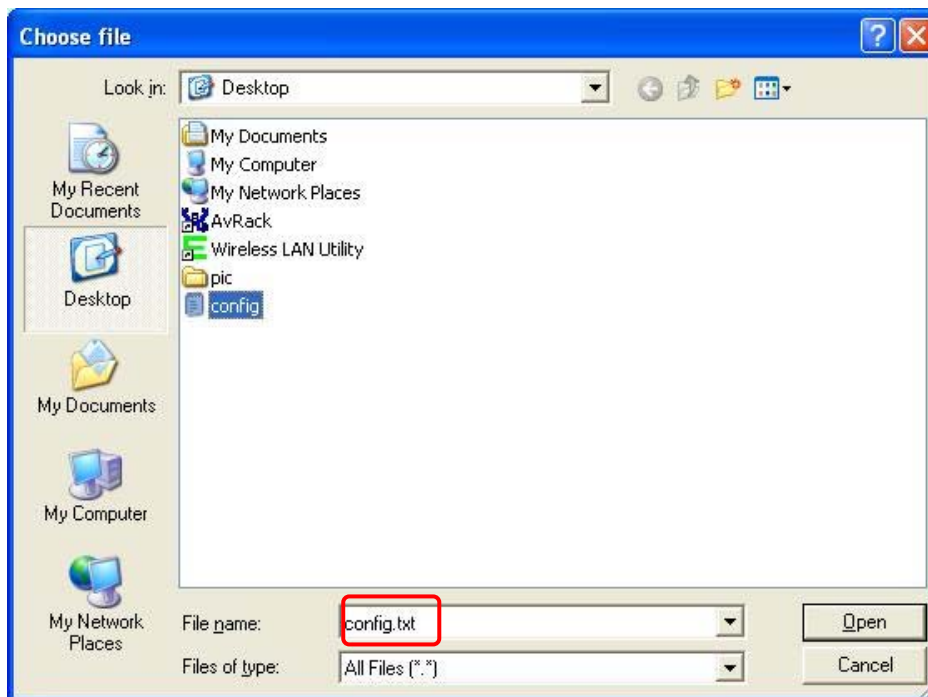 Choose file
Look in:
Desktop
My Documents
My Computer
My Network Places
AvRack
Wireless LAN Utility
pic
config
My Recent
Documents
Desktop
My Documents
My Computer
My Network
Places
File name:
config.txt
Open
Files of type:
All Files (*.*)
Cancel